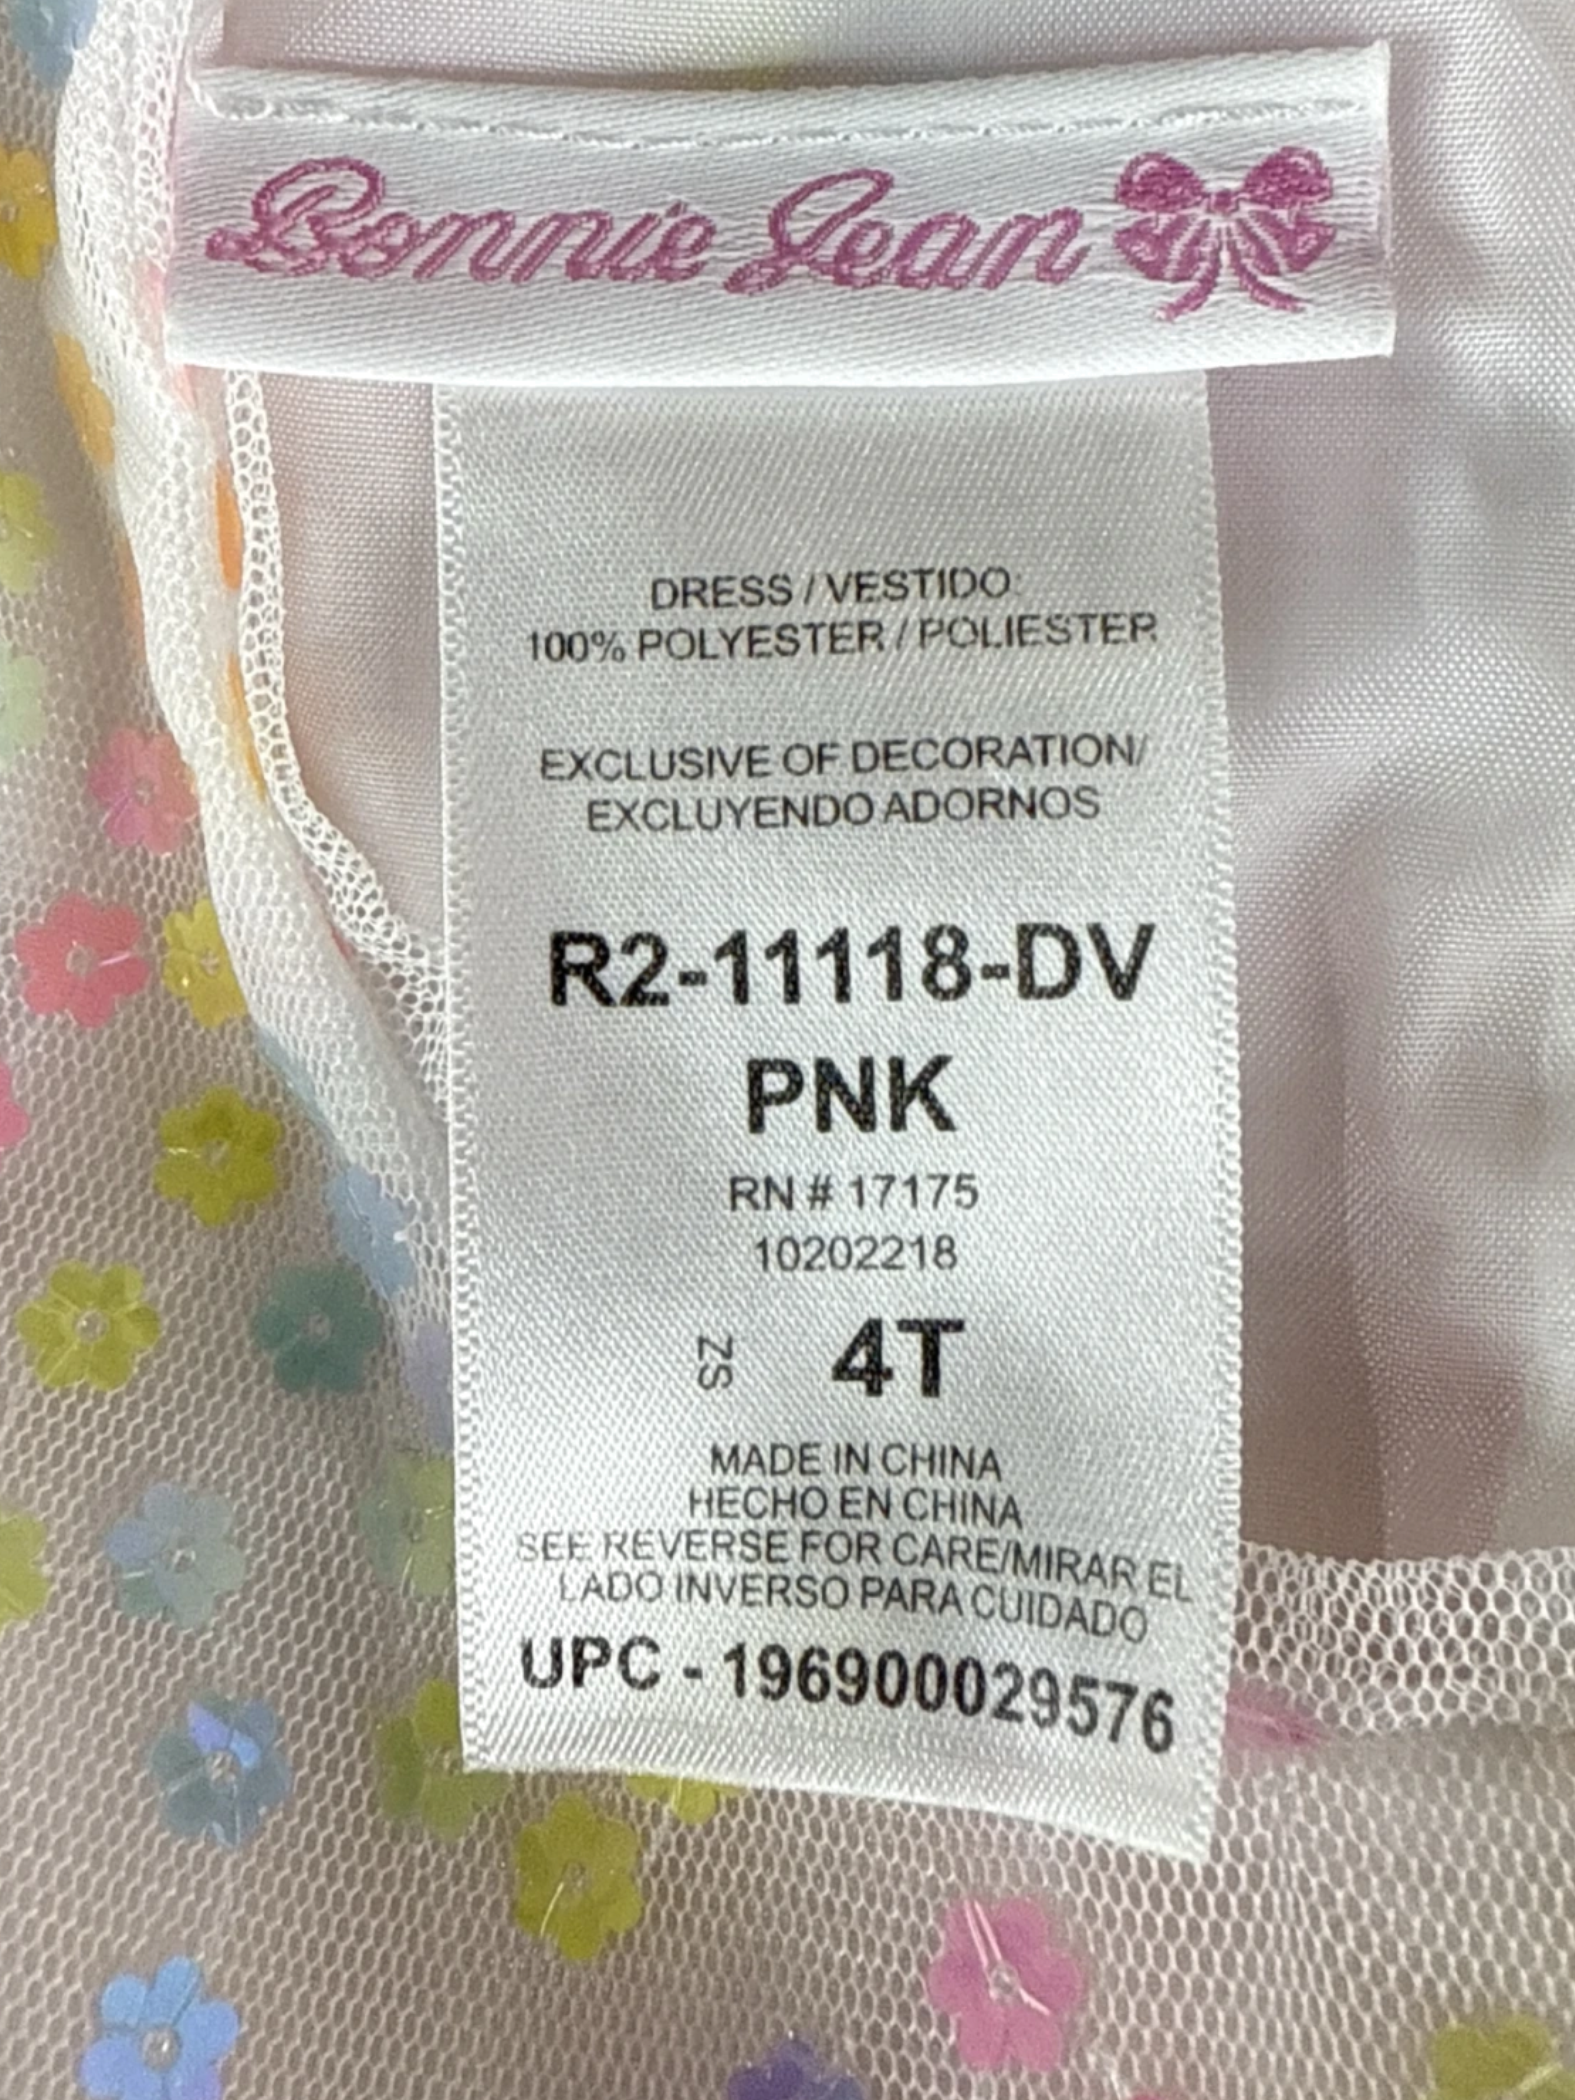 Bonnie Jean
DRESS / VESTIDO:
100% POLYESTER / POLIESTER
EXCLUSIVE OF DECORATION/
EXCLUYENDO ADORNOS
R2-11118-DV
PNK
RN # 17175
10202218
ZS 4T
MADE IN CHINA
HECHO EN CHINA
SEE REVERSE FOR CARE/MIRAR EL
LADO INVERSO PARA CUIDADO
UPC - 196900029576